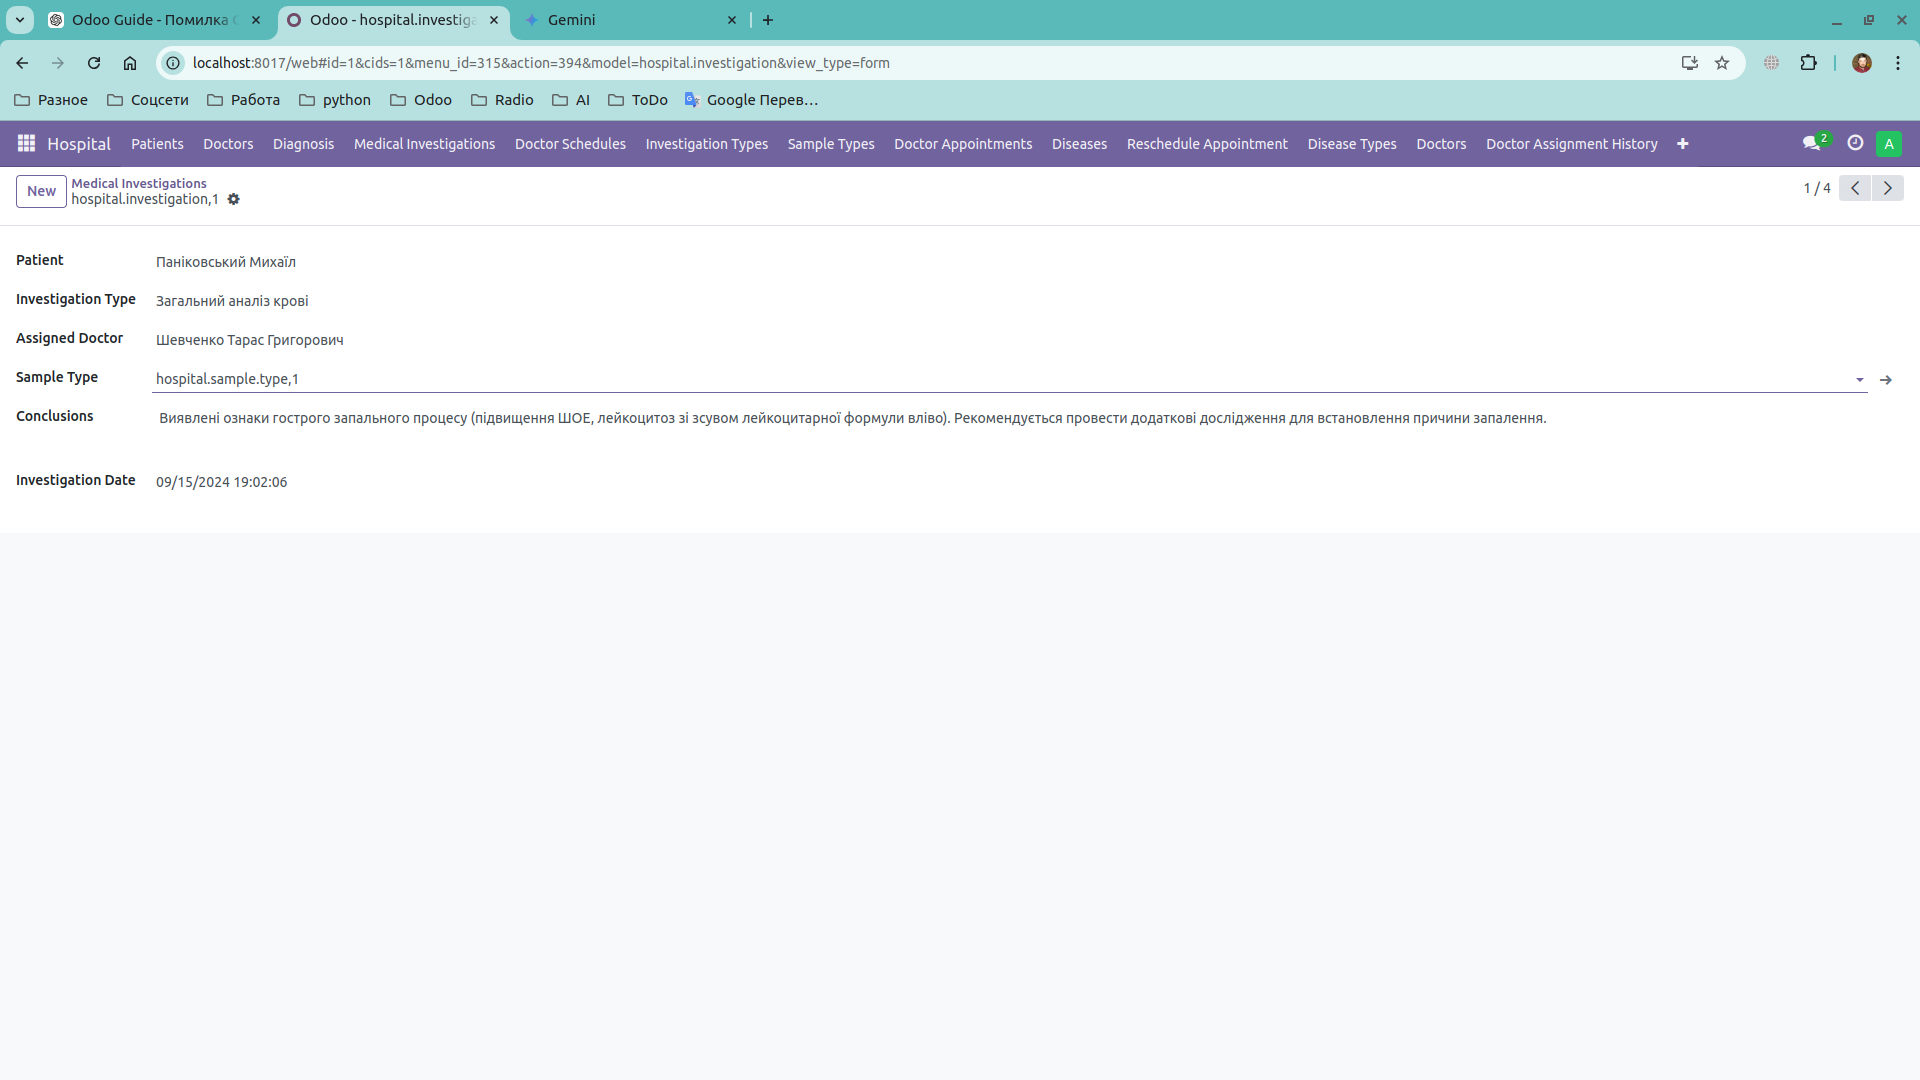 Odoo Guide - Помилка
Odoo - hospital.investiga
Gemini
localhost:8017/web#id=1&cids=1&menu_id=315&action=394&model=hospital.investigation&view_type=form
Разное Соцсети Работа python Odoo Radio AI ToDo Google Перев…
Hospital Patients Doctors Diagnosis Medical Investigations Doctor Schedules Investigation Types Sample Types Doctor Appointments Diseases Reschedule Appointment Disease Types Doctors Doctor Assignment History 2 A
New
Medical Investigations
hospital.investigation,1
1 / 4
Patient Паніковський Михаїл
Investigation Type Загальний аналіз крові
Assigned Doctor Шевченко Тарас Григорович
Sample Type hospital.sample.type,1
Conclusions Виявлені ознаки гострого запального процесу (підвищення ШОЕ, лейкоцитоз зі зсувом лейкоцитарної формули вліво). Рекомендується провести додаткові дослідження для встановлення причини запалення.
Investigation Date 09/15/2024 19:02:06